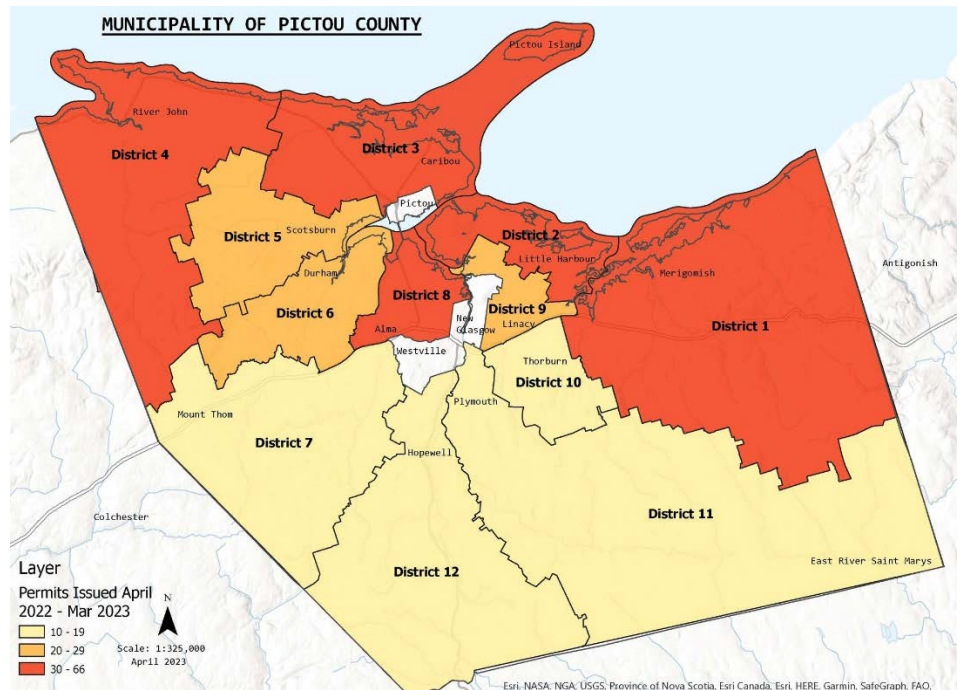 MUNICIPALITY OF PICTOU COUNTY
Pictou Island
River John
District 4
District 3
Caribou
Pictou
District 5
Scotsburn
District 2
Little Harbour
Durham
Merigomish
Antigonish
District 8
District 9
District 6
New
Glasgow
Linacy
District 1
Alma
Westville
Thorburn
District 10
Mount Thom
Plymouth
District 7
Hopewell
District 11
Colchester
East River Saint Marys
District 12
Layer
Permits Issued April
2022 - Mar 2023
10 - 19
20 - 29
30 - 66
N
Scale: 1:325,000
April 2023
Esri, NASA, NGA, USGS, Province of Nova Scotia, Esri Canada, Esri, HERE, Garmin, SafeGraph, FAO,